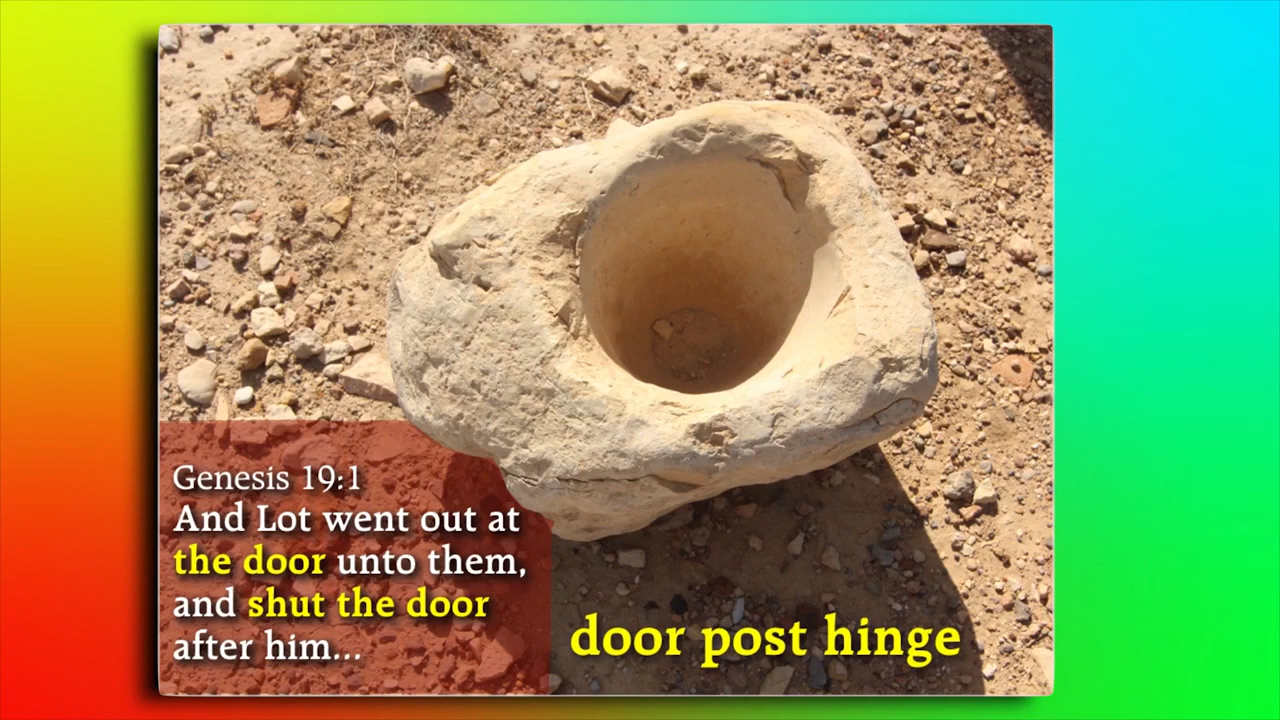 Genesis 19:1
And Lot went out at
the door unto them,
and shut the door
after him...
door post hinge